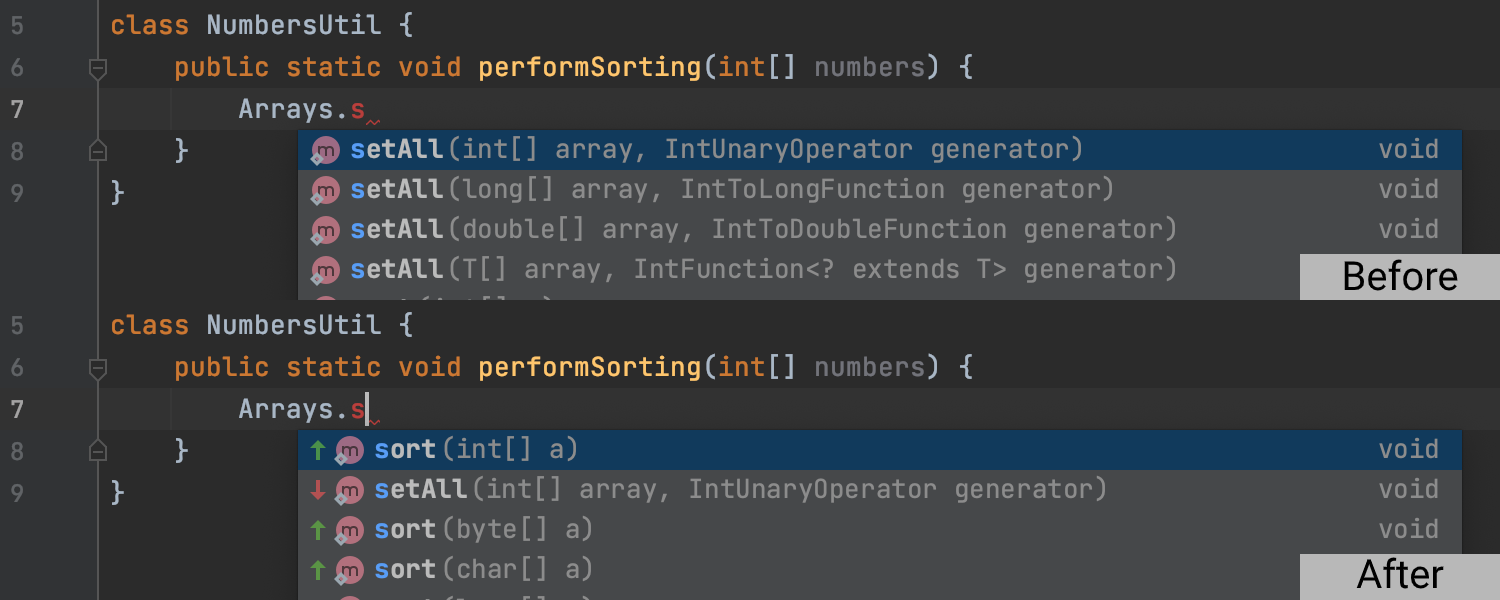 5 class NumbersUtil {
6 public static void performSorting(int[] numbers) {
7 Arrays.s
m setAll(int[] array, IntUnaryOperator generator) void
8 }
m setAll(long[] array, IntToLongFunction generator) void
9 }
m setAll(double[] array, IntToDoubleFunction generator) void
m setAll(T[] array, IntFunction<? extends T> generator)
Before
5 class NumbersUtil {
6 public static void performSorting(int[] numbers) {
7 Arrays.s
↑ m sort(int[] a) void
8 }
↓ m setAll(int[] array, IntUnaryOperator generator) void
9 }
↑ m sort(byte[] a) void
↑ m sort(char[] a)
After